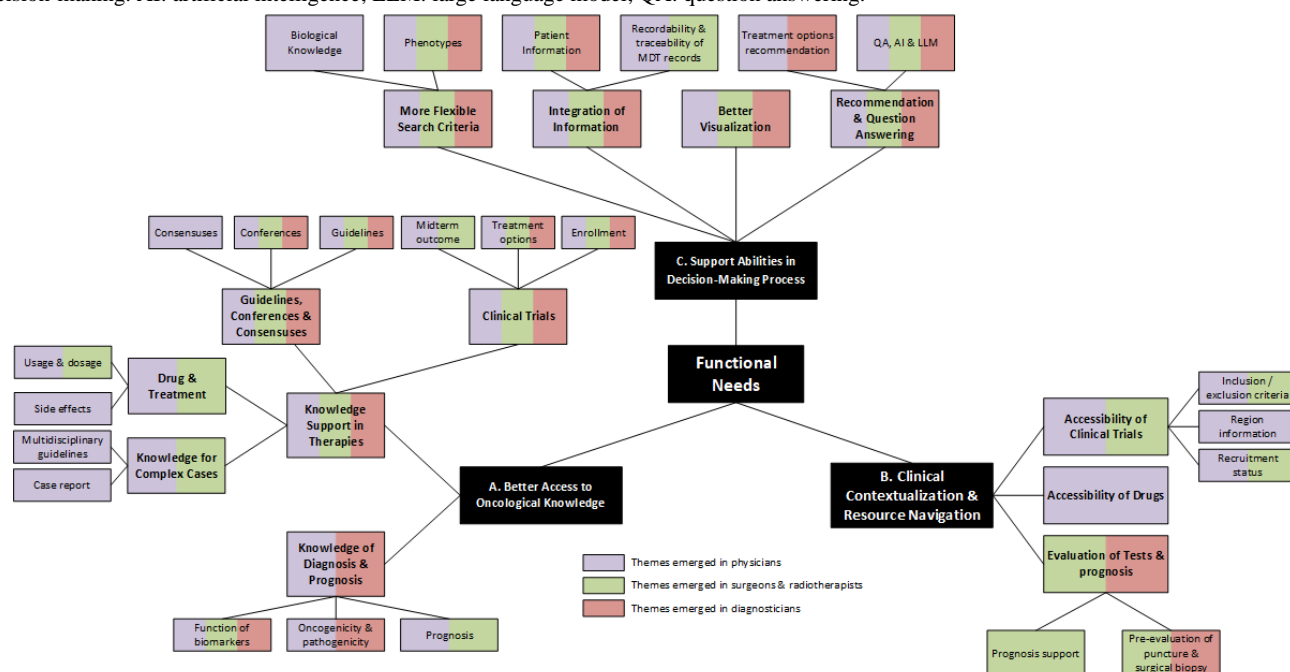 Biological
Knowledge
Phenotypes
Patient
Information
Recordability &
traceability of
MDT records
Treatment options
recommendation
QA, AI & LLM
More Flexible
Search Criteria
Integration of
Information
Better
Visualization
Recommendation
& Question
Answering
Consensuses
Conferences
Guidelines
Midterm
outcome
Treatment
options
Enrollment
C. Support Abilities in
Decision-Making Process
Guidelines,
Conferences &
Consensuses
Clinical Trials
Functional
Needs
Usage & dosage
Side effects
Drug &
Treatment
Multidisciplinary
guidelines
Case report
Knowledge for
Complex Cases
Knowledge
Support in
Therapies
A. Better Access to
Oncological Knowledge
B. Clinical
Contextualization &
Resource Navigation
Accessibility of
Clinical Trials
Inclusion /
exclusion criteria
Region
information
Recruitment
status
Accessibility of Drugs
Evaluation of Tests &
prognosis
Knowledge of
Diagnosis &
Prognosis
Function of
biomarkers
Oncogenicity &
pathogenicity
Prognosis
Themes emerged in physicians
Themes emerged in surgeons & radiotherapists
Themes emerged in diagnosticians
Prognosis support
Pre-evaluation of
puncture &
surgical biopsy